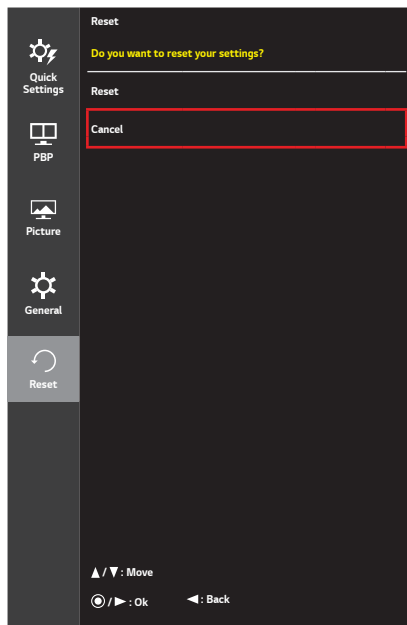 Reset
Do you want to reset your settings?
Reset
Cancel
Quick
Settings
PBP
Picture
General
Reset
▲/▼: Move
◉/►: Ok ◄: Back